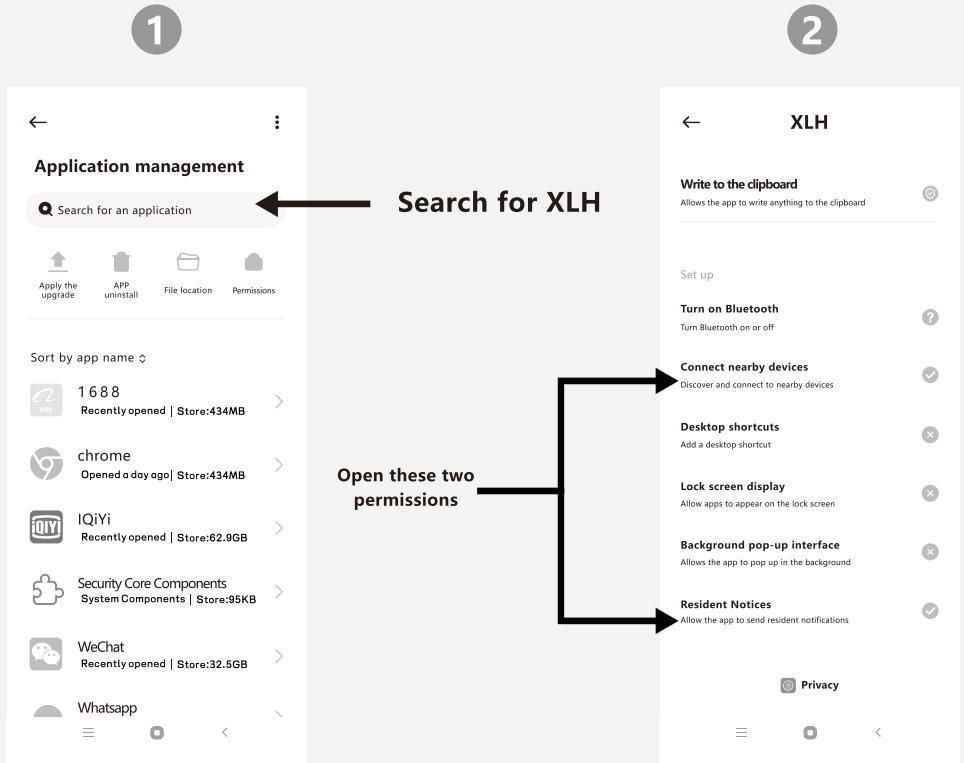 1
Application management
Search for an application
Apply the
upgrade
APP
uninstall
File location
Permissions
Sort by app name
1688
Recently opened | Store:434MB
chrome
Opened a day ago| Store:434MB
iQIYI
IQiYi
Recently opened | Store:62.9GB
Security Core Components
System Components | Store:95KB
WeChat
Recently opened | Store:32.5GB
Whatsapp
Search for XLH
Open these two
permissions
2
XLH
Write to the clipboard
Allows the app to write anything to the clipboard
Set up
Turn on Bluetooth
Turn Bluetooth on or off
Connect nearby devices
Discover and connect to nearby devices
Desktop shortcuts
Add a desktop shortcut
Lock screen display
Allow apps to appear on the lock screen
Background pop-up interface
Allows the app to pop up in the background
Resident Notices
Allow the app to send resident notifications
Privacy